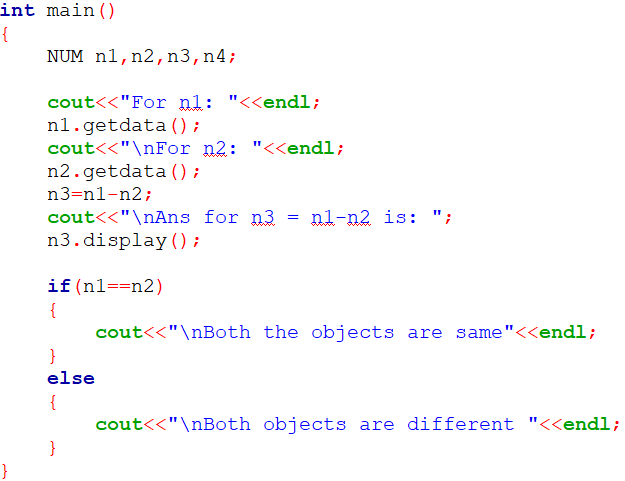 int main()
{
    NUM n1,n2,n3,n4;

    cout<<"For n1: "<<endl;
    n1.getdata();
    cout<<"\nFor n2: "<<endl;
    n2.getdata();
    n3=n1-n2;
    cout<<"\nAns for n3 = n1-n2 is: ";
    n3.display();

    if(n1==n2)
    {
        cout<<"\nBoth the objects are same"<<endl;
    }
    else
    {
        cout<<"\nBoth objects are different "<<endl;
    }
}